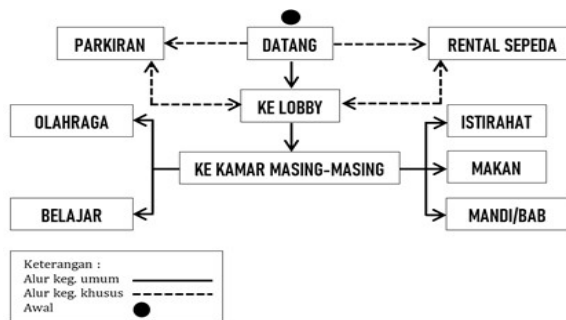 PARKIRAN
DATANG
RENTAL SEPEDA
KE LOBBY
OLAHRAGA
ISTIRAHAT
KE KAMAR MASING-MASING
MAKAN
BELAJAR
MANDI/BAB
Keterangan :
Alur keg. umum
Alur keg. khusus
Awal